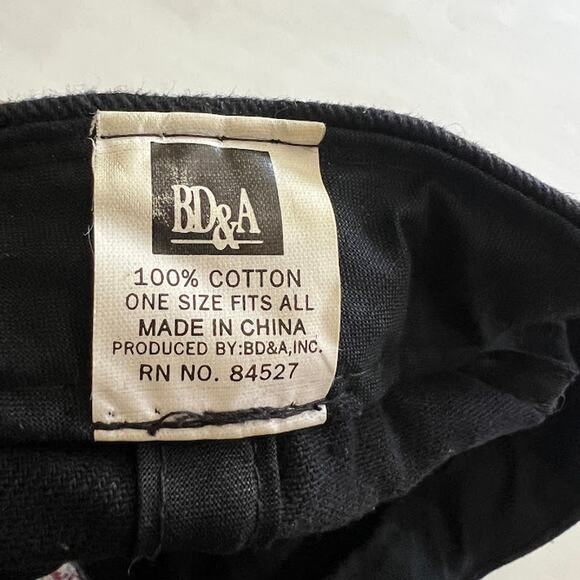 BD&A
100% COTTON
ONE SIZE FITS ALL
MADE IN CHINA
PRODUCED BY:BD&A,INC.
RN NO. 84527